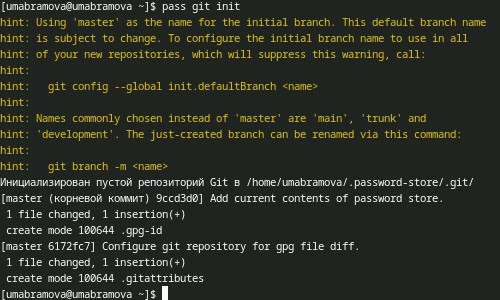 [umabramova@umabramova ~]$ pass git init
hint: Using 'master' as the name for the initial branch. This default branch name
hint: is subject to change. To configure the initial branch name to use in all
hint: of your new repositories, which will suppress this warning, call:
hint:
hint:   git config --global init.defaultBranch <name>
hint:
hint: Names commonly chosen instead of 'master' are 'main', 'trunk' and
hint: 'development'. The just-created branch can be renamed via this command:
hint:
hint:   git branch -m <name>
Инициализирован пустой репозиторий Git в /home/umabramova/.password-store/.git/
[master (корневой коммит) 9ccd3d0] Add current contents of password store.
 1 file changed, 1 insertion(+)
 create mode 100644 .gpg-id
[master 6172fc7] Configure git repository for gpg file diff.
 1 file changed, 1 insertion(+)
 create mode 100644 .gitattributes
[umabramova@umabramova ~]$